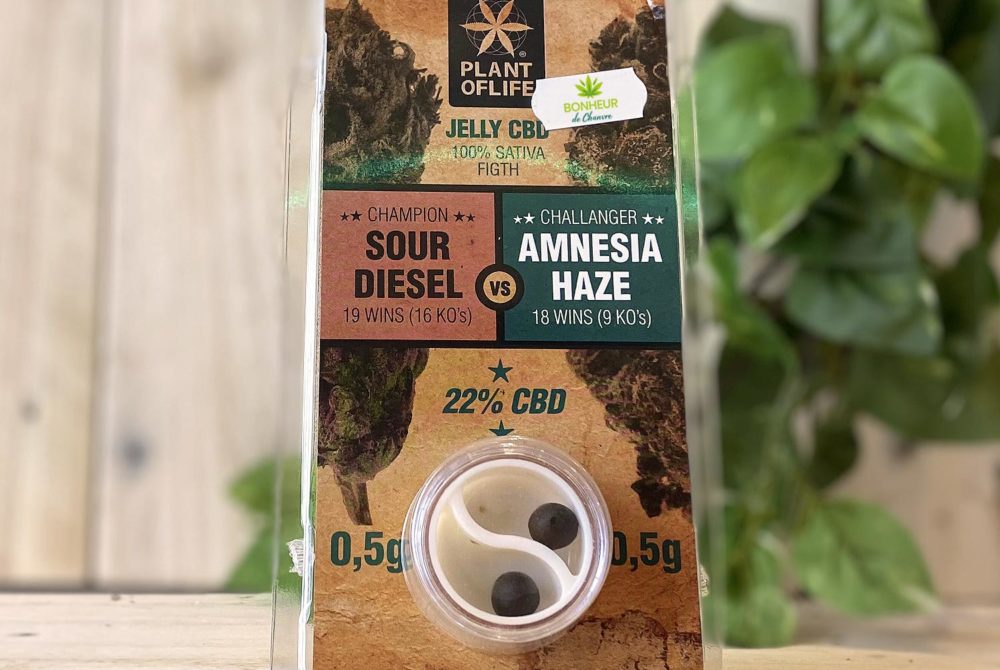 PLANT
OFLIFE
®
BONHEUR
de Chanvre
JELLY CBD
100% SATIVA
FIGTH
★★ CHAMPION ★★
SOUR
DIESEL
19 WINS (16 KO's)
VS
★★ CHALLANGER ★★
AMNESIA
HAZE
18 WINS (9 KO's)
22% CBD
0,5g
0,5g